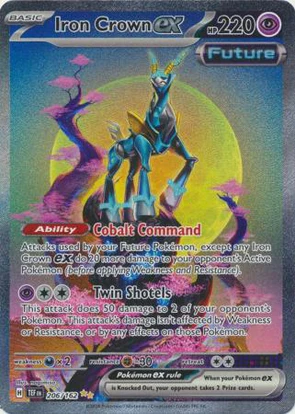 BASIC
Iron Crown ex HP 220
Future
Ability Cobalt Command
Attacks used by your Future Pokémon, except any Iron
Crown ex, do 20 more damage to your opponent's Active
Pokémon (before applying Weakness and Resistance).
Twin Shotels
This attack does 50 damage to 2 of your opponent's
Pokémon. This attack's damage isn't affected by Weakness
or Resistance, or by any effects on those Pokémon.
weakness ×2 resistance -30 retreat
Pokémon ex rule
When your Pokémon ex
is Knocked Out, your opponent takes 2 Prize cards.
H TEF EN 206/162